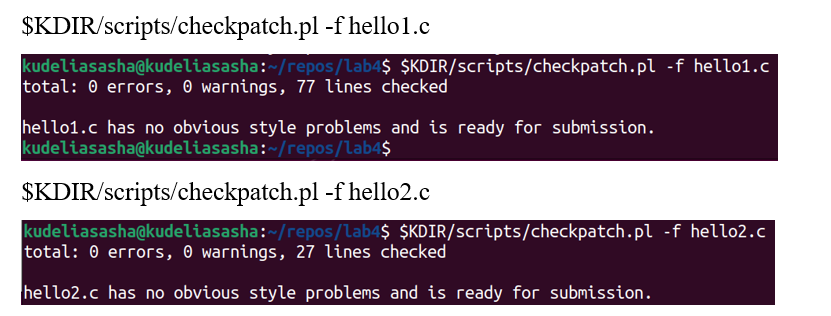 $KDIR/scripts/checkpatch.pl -f hello1.c
kudeliasasha@kudeliasasha:~/repos/lab4$ $KDIR/scripts/checkpatch.pl -f hello1.c
total: 0 errors, 0 warnings, 77 lines checked
hello1.c has no obvious style problems and is ready for submission.
kudeliasasha@kudeliasasha:~/repos/lab4$
$KDIR/scripts/checkpatch.pl -f hello2.c
kudeliasasha@kudeliasasha:~/repos/lab4$ $KDIR/scripts/checkpatch.pl -f hello2.c
total: 0 errors, 0 warnings, 27 lines checked
hello2.c has no obvious style problems and is ready for submission.